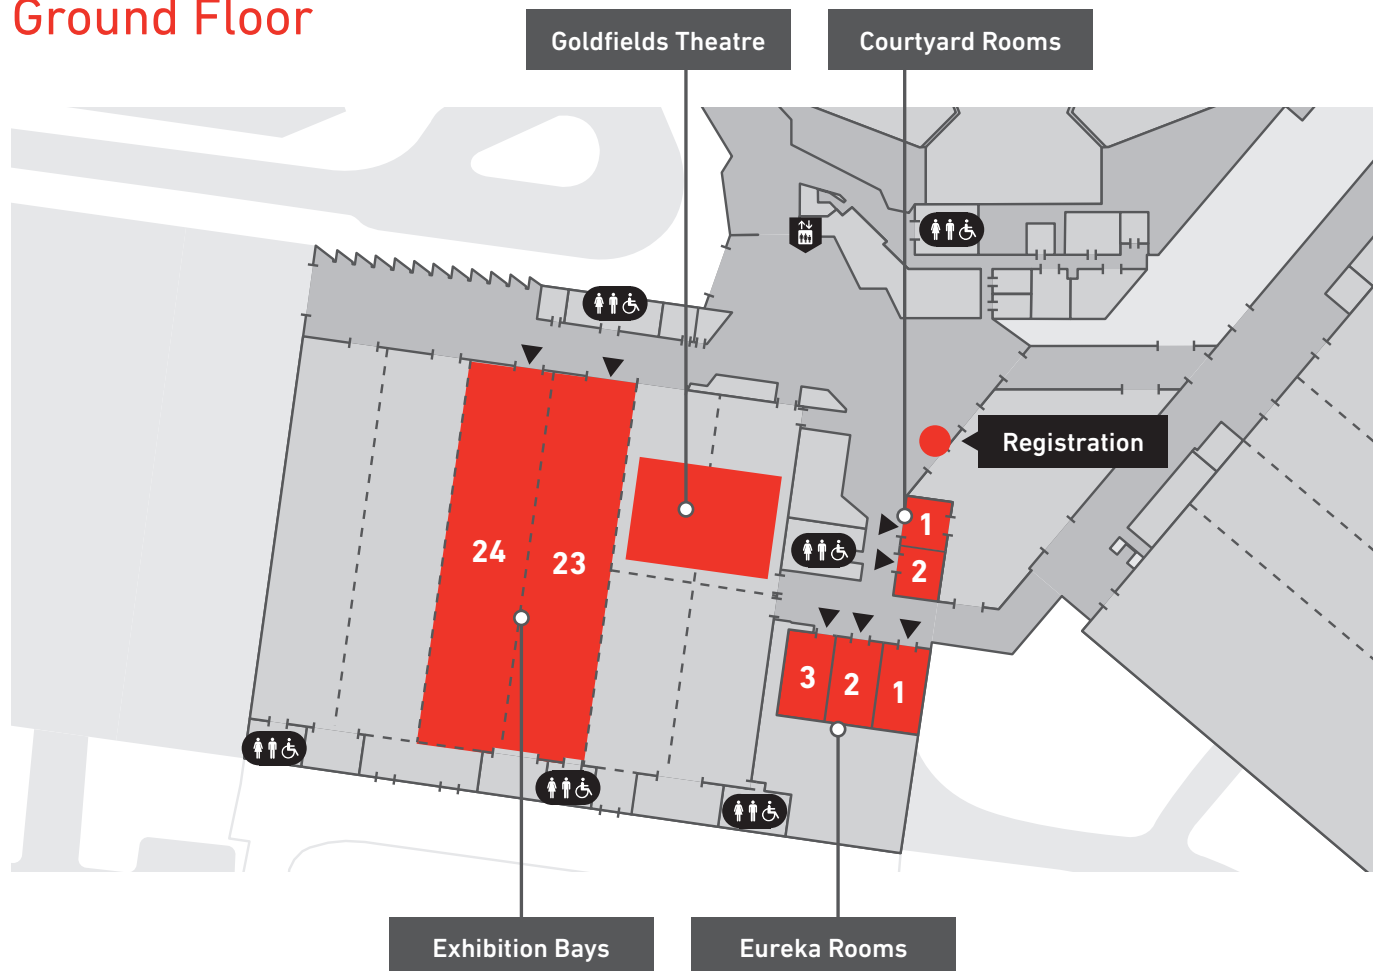 Ground Floor
Goldfields Theatre
Courtyard Rooms
Registration
1
2
24
23
3
2
1
Exhibition Bays
Eureka Rooms